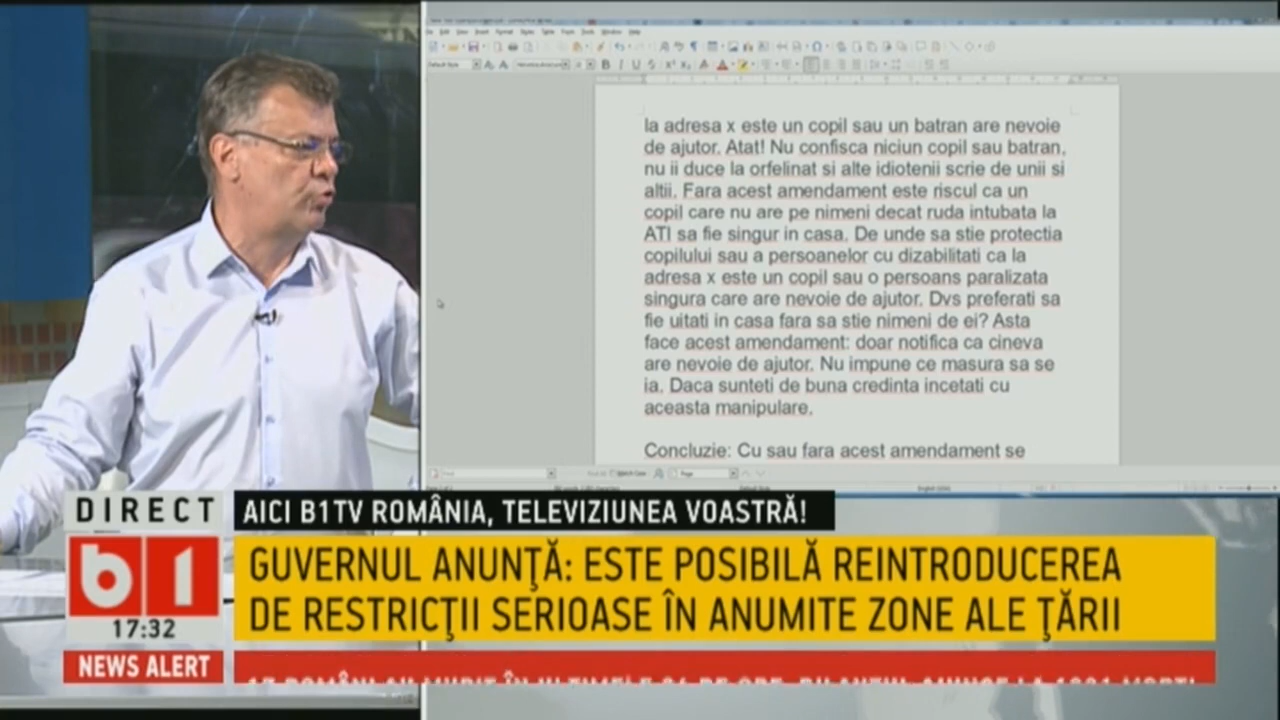 la adresa x este un copil sau un batran are nevoie
de ajutor. Atat! Nu confisca niciun copil sau batran,
nu ii duce la orfelinat si alte idiotenii scrie de unii si
altii. Fara acest amendament este riscul ca un
copil care nu are pe nimeni decat ruda intubata la
ATI sa fie singur in casa. De unde sa stie protectia
copilului sau a persoanelor cu dizabilitati ca la
adresa x este un copil sau o persoans paralizata
singura care are nevoie de ajutor. Dvs preferati sa
fie uitati in casa fara sa stie nimeni de ei? Asta
face acest amendament: doar notifica ca cineva
are nevoie de ajutor. Nu impune ce masura sa se
ia. Daca sunteti de buna credinta incetati cu
aceasta manipulare.
Concluzie: Cu sau fara acest amendament se
DIRECT
AICI B1TV ROMÂNIA, TELEVIZIUNEA VOASTRĂ!
b1
GUVERNUL ANUNŢĂ: ESTE POSIBILĂ REINTRODUCEREA
DE RESTRICŢII SERIOASE ÎN ANUMITE ZONE ALE ŢĂRII
17:32
NEWS ALERT